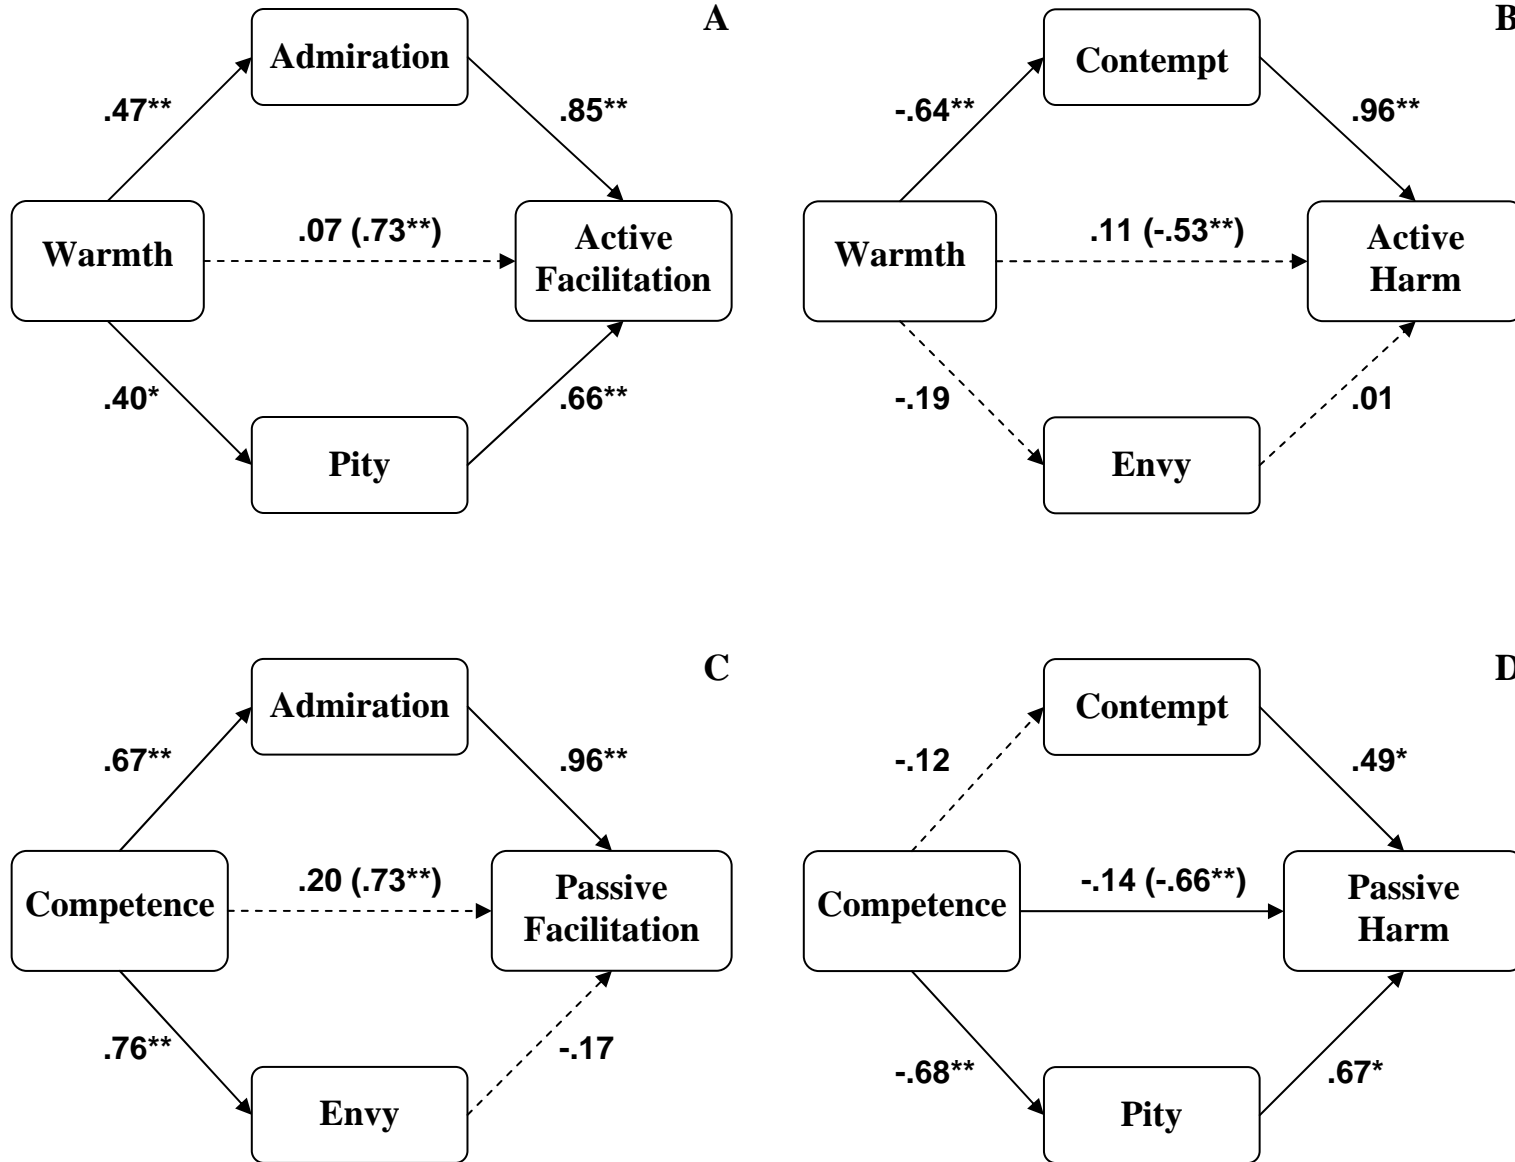 A
Admiration
.47**
.85**
Warmth
.07 (.73**)
Active
Facilitation
.40*
.66**
Pity
B
Contempt
-.64**
.96**
Warmth
.11 (-.53**)
Active
Harm
-.19
.01
Envy
C
Admiration
.67**
.96**
Competence
.20 (.73**)
Passive
Facilitation
.76**
-.17
Envy
D
Contempt
-.12
.49*
Competence
-.14 (-.66**)
Passive
Harm
-.68**
.67*
Pity